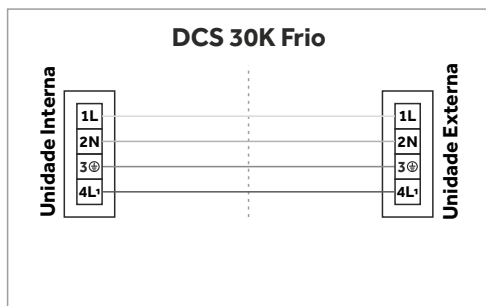 DCS 30K Frio
Unidade Interna
1L
2N
3⏚
4L¹
1L
2N
3⏚
4L¹
Unidade Externa